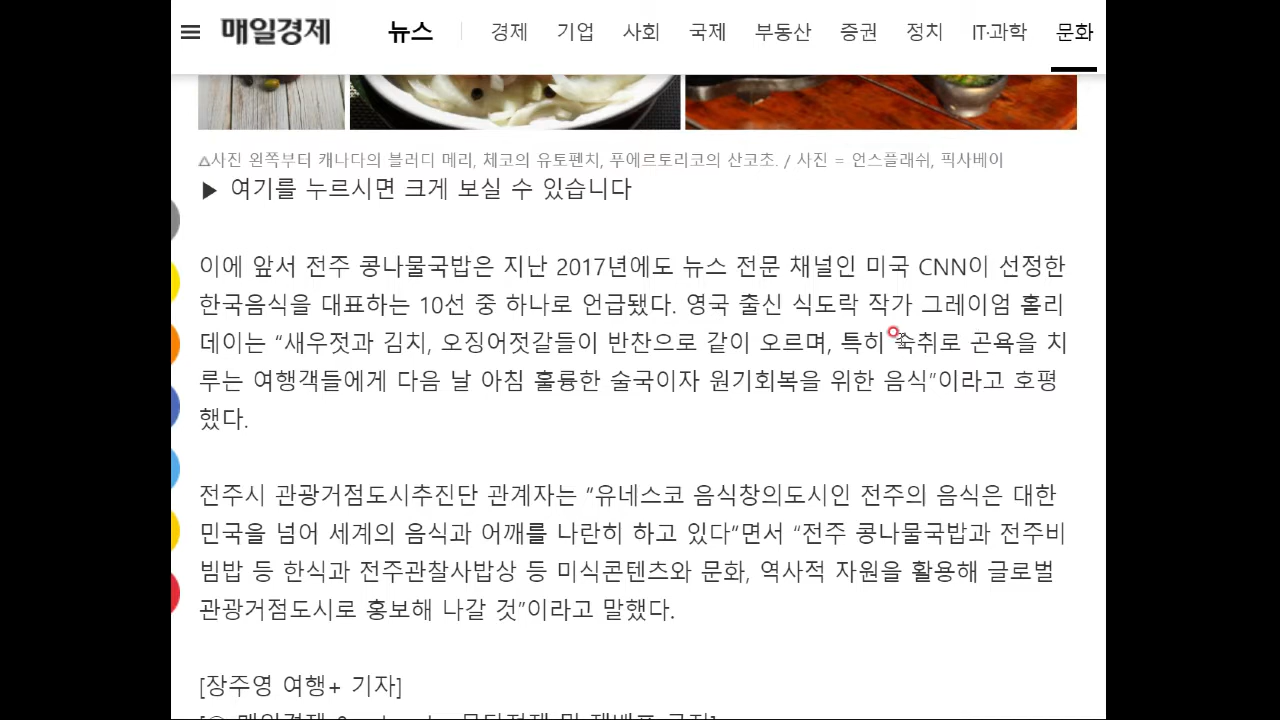 매일경제 뉴스 경제 기업 사회 국제 부동산 증권 정치 IT·과학 문화
△사진 왼쪽부터 캐나다의 블러디 메리, 체코의 유토펜치, 푸에르토리코의 산코초. / 사진 = 언스플래쉬, 픽사베이
▶ 여기를 누르시면 크게 보실 수 있습니다
이에 앞서 전주 콩나물국밥은 지난 2017년에도 뉴스 전문 채널인 미국 CNN이 선정한
한국음식을 대표하는 10선 중 하나로 언급됐다. 영국 출신 식도락 작가 그레이엄 홀리
데이는 “새우젓과 김치, 오징어젓갈들이 반찬으로 같이 오르며, 특히 숙취로 곤욕을 치
루는 여행객들에게 다음 날 아침 훌륭한 술국이자 원기회복을 위한 음식”이라고 호평
했다.
전주시 관광거점도시추진단 관계자는 “유네스코 음식창의도시인 전주의 음식은 대한
민국을 넘어 세계의 음식과 어깨를 나란히 하고 있다”면서 “전주 콩나물국밥과 전주비
빔밥 등 한식과 전주관찰사밥상 등 미식콘텐츠와 문화, 역사적 자원을 활용해 글로벌
관광거점도시로 홍보해 나갈 것”이라고 말했다.
[장주영 여행+ 기자]